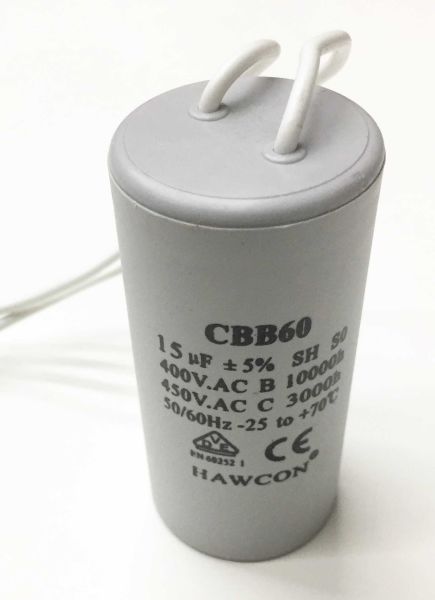 CBB60
15 µF ± 5% SH S0
400V.AC B 10000h
450V.AC C 3000h
50/60Hz -25 to +70℃
VDE CE
EN 60252 1
HAWCON®